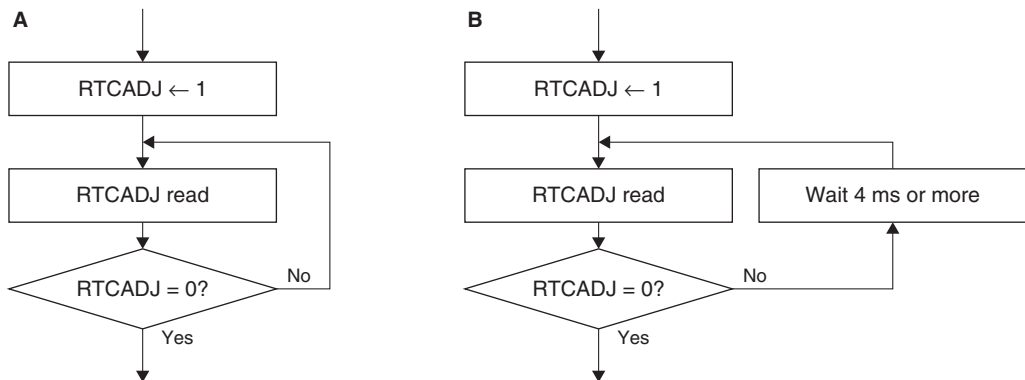 A
RTCADJ ← 1
RTCADJ read
RTCADJ = 0?
No
Yes
B
RTCADJ ← 1
RTCADJ read
Wait 4 ms or more
RTCADJ = 0?
No
Yes